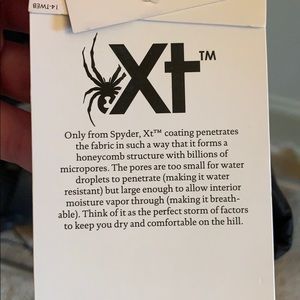 14-TWEB
Xt™
Only from Spyder, Xt™ coating penetrates
the fabric in such a way that it forms a
honeycomb structure with billions of
micropores. The pores are too small for water
droplets to penetrate (making it water
resistant) but large enough to allow interior
moisture vapor through (making it breath-
able). Think of it as the perfect storm of factors
to keep you dry and comfortable on the hill.